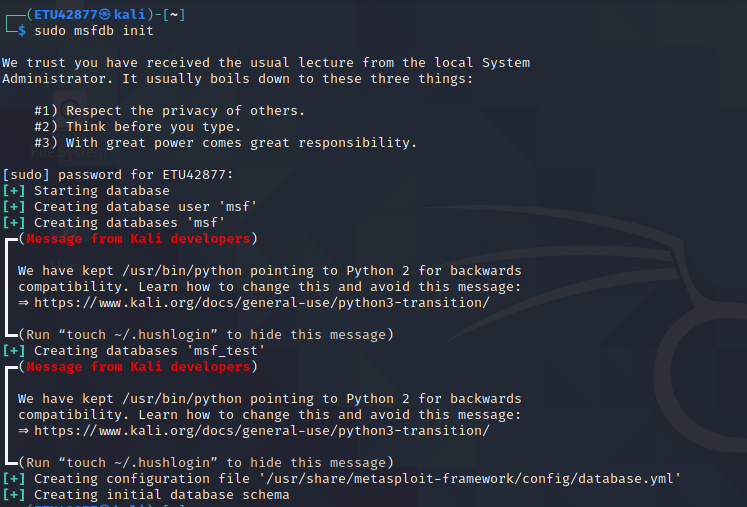 (ETU42877㉿kali)-[~]
$ sudo msfdb init
We trust you have received the usual lecture from the local System
Administrator. It usually boils down to these three things:
#1) Respect the privacy of others.
#2) Think before you type.
#3) With great power comes great responsibility.
[sudo] password for ETU42877:
[+] Starting database
[+] Creating database user 'msf'
[+] Creating databases 'msf'
(Message from Kali developers)
We have kept /usr/bin/python pointing to Python 2 for backwards
compatibility. Learn how to change this and avoid this message:
⇒ https://www.kali.org/docs/general-use/python3-transition/
(Run “touch ~/.hushlogin” to hide this message)
[+] Creating databases 'msf_test'
(Message from Kali developers)
We have kept /usr/bin/python pointing to Python 2 for backwards
compatibility. Learn how to change this and avoid this message:
⇒ https://www.kali.org/docs/general-use/python3-transition/
(Run “touch ~/.hushlogin” to hide this message)
[+] Creating configuration file '/usr/share/metasploit-framework/config/database.yml'
[+] Creating initial database schema